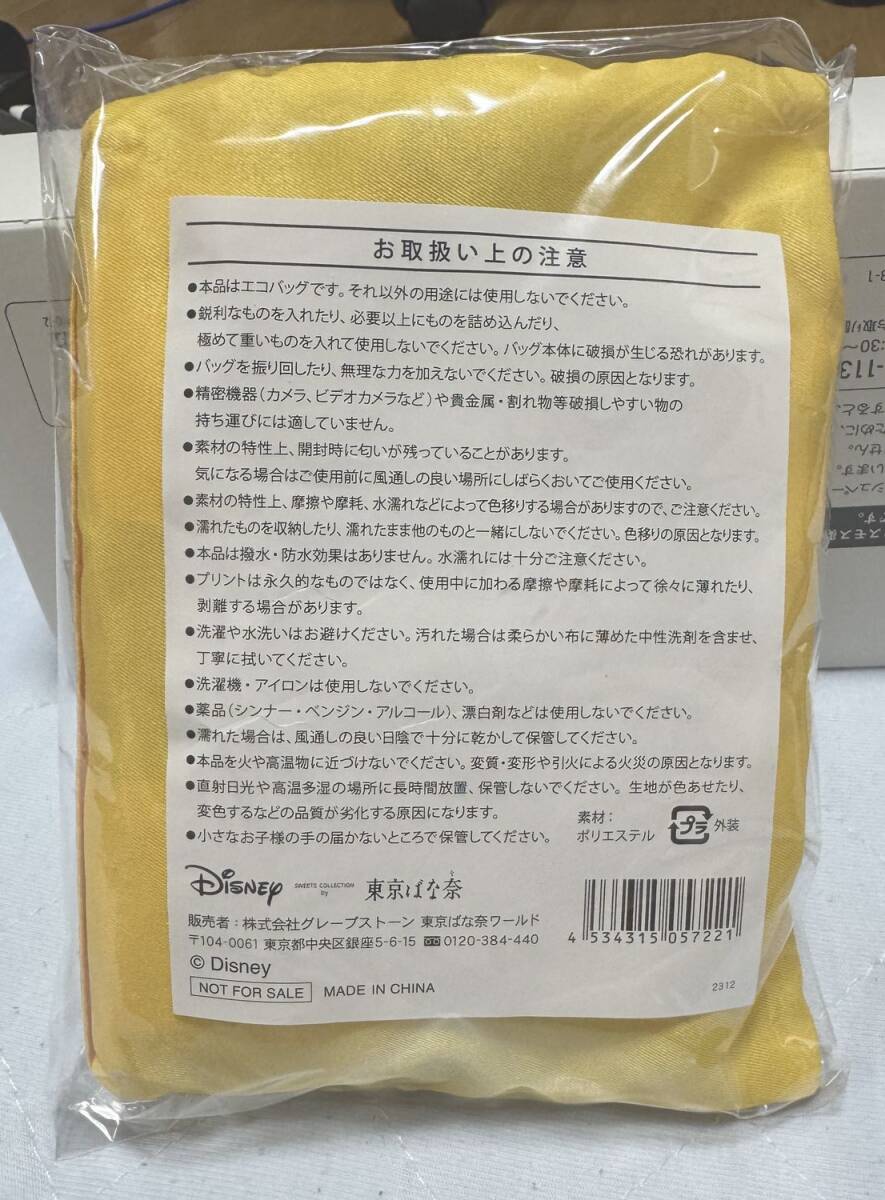 お取扱い上の注意
●本品はエコバッグです。それ以外の用途には使用しないでください。
●鋭利なものを入れたり、必要以上にものを詰め込んだり、
極めて重いものを入れて使用しないでください。バッグ本体に破損が生じる恐れがあります。
●バッグを振り回したり、無理な力を加えないでください。破損の原因となります。
●精密機器（カメラ、ビデオカメラなど）や貴金属・割れ物等破損しやすい物の
持ち運びには適していません。
●素材の特性上、開封時に匂いが残っていることがあります。
気になる場合はご使用前に風通しの良い場所にしばらくおいてご使用ください。
●素材の特性上、摩擦や摩耗、水濡れなどによって色移りする場合がありますので、ご注意ください。
●濡れたものを収納したり、濡れたまま他のものと一緒にしないでください。色移りの原因となります。
●本品は撥水・防水効果はありません。水濡れには十分ご注意ください。
●プリントは永久的なものではなく、使用中に加わる摩擦や摩耗によって徐々に薄れたり、
剥離する場合があります。
●洗濯や水洗いはお避けください。汚れた場合は柔らかい布に薄めた中性洗剤を含ませ、
丁寧に拭いてください。
●洗濯機・アイロンは使用しないでください。
●薬品（シンナー・ベンジン・アルコール）、漂白剤などは使用しないでください。
●濡れた場合は、風通しの良い日陰で十分に乾かして保管してください。
●本品を火や高温物に近づけないでください。変質・変形や引火による火災の原因となります。
●直射日光や高温多湿の場所に長時間放置、保管しないでください。生地が色あせたり、
変色するなどの品質が劣化する原因になります。
●小さなお子様の手の届かないところで保管してください。
素材：
ポリエステル
プラ 外装
Disney SWEETS COLLECTION by 東京ばな奈
販売者：株式会社グレープストーン 東京ばな奈ワールド
〒104-0061 東京都中央区銀座5-6-15 0120-384-440
© Disney
NOT FOR SALE MADE IN CHINA
4 534315 057221
2312